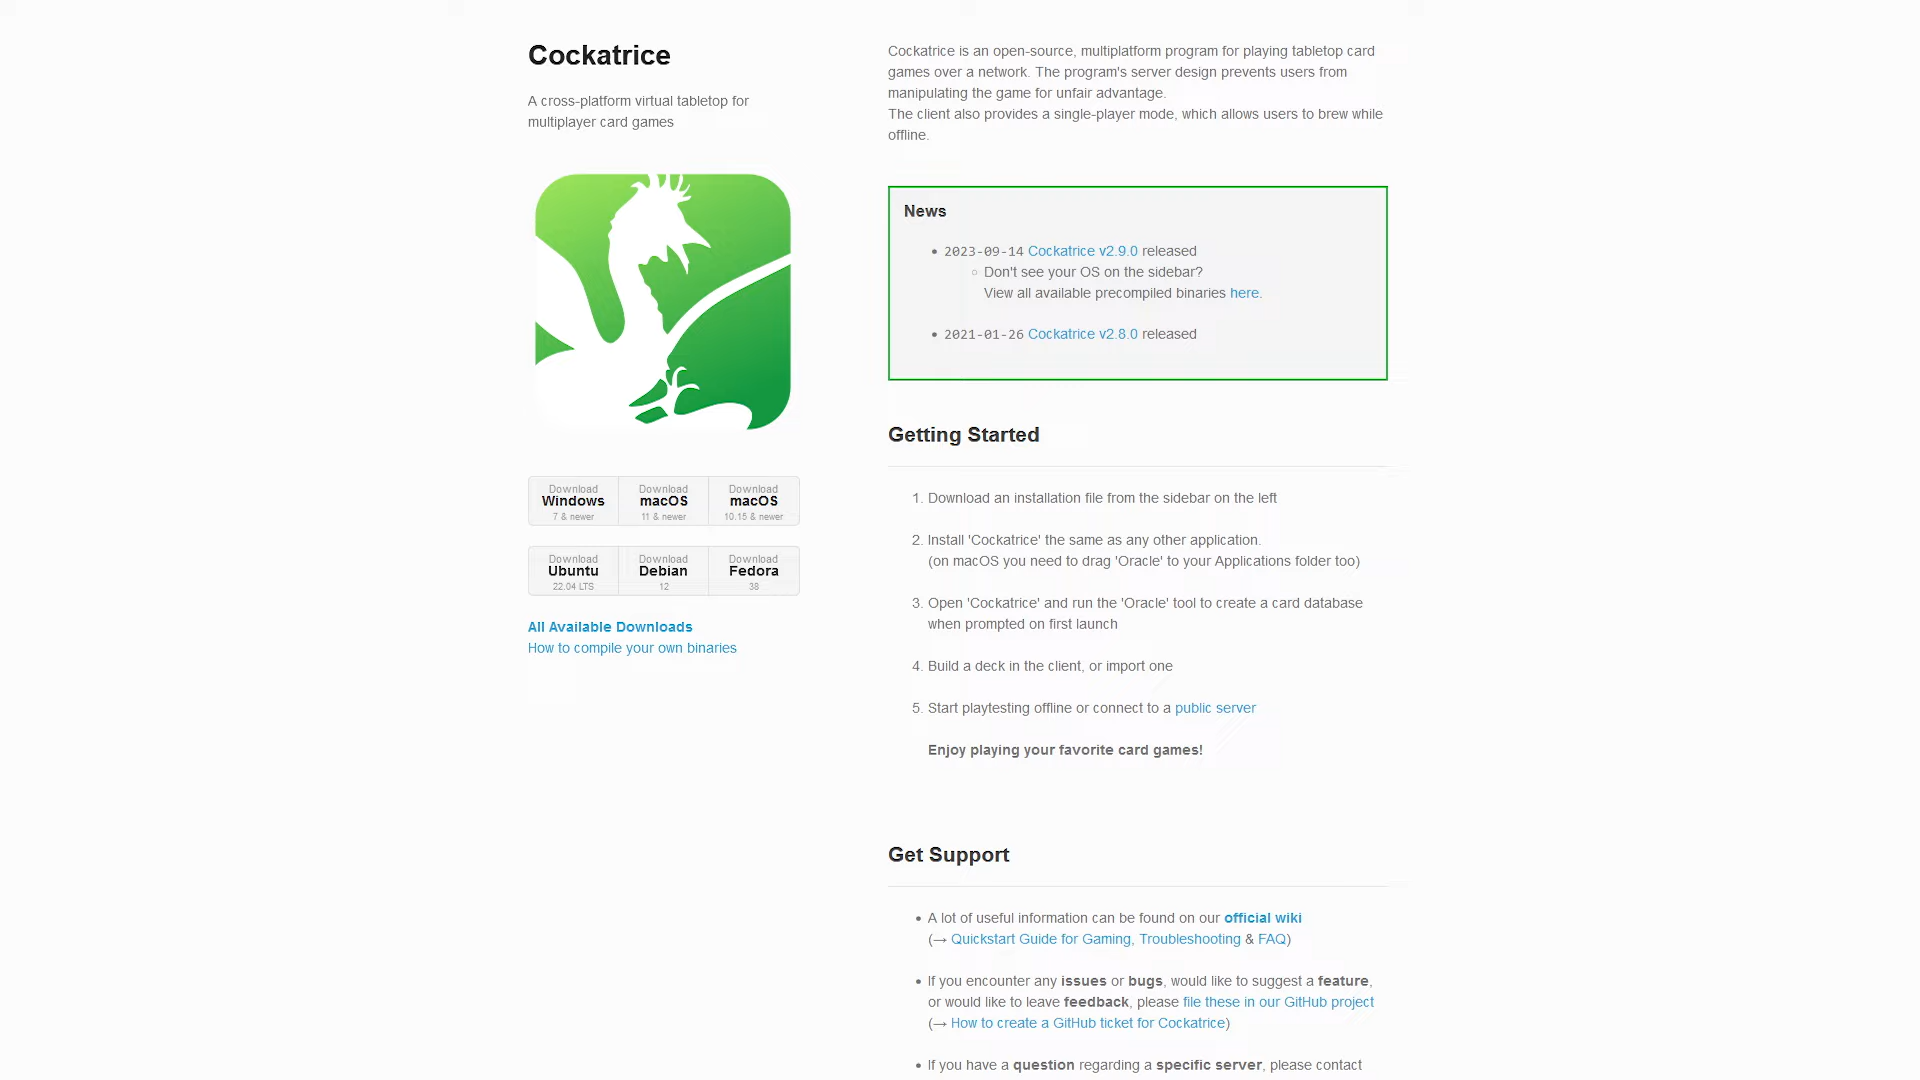 Cockatrice
A cross-platform virtual tabletop for
multiplayer card games
Download
Windows
7 & newer
Download
macOS
11 & newer
Download
macOS
10.15 & newer
Download
Ubuntu
22.04 LTS
Download
Debian
12
Download
Fedora
38
All Available Downloads
How to compile your own binaries
Cockatrice is an open-source, multiplatform program for playing tabletop card
games over a network. The program's server design prevents users from
manipulating the game for unfair advantage.
The client also provides a single-player mode, which allows users to brew while
offline.
News
• 2023-09-14 Cockatrice v2.9.0 released
○ Don't see your OS on the sidebar?
View all available precompiled binaries here.
• 2021-01-26 Cockatrice v2.8.0 released
Getting Started
1. Download an installation file from the sidebar on the left
2. Install 'Cockatrice' the same as any other application.
(on macOS you need to drag 'Oracle' to your Applications folder too)
3. Open 'Cockatrice' and run the 'Oracle' tool to create a card database
when prompted on first launch
4. Build a deck in the client, or import one
5. Start playtesting offline or connect to a public server
Enjoy playing your favorite card games!
Get Support
• A lot of useful information can be found on our official wiki
(→ Quickstart Guide for Gaming, Troubleshooting & FAQ)
• If you encounter any issues or bugs, would like to suggest a feature,
or would like to leave feedback, please file these in our GitHub project
(→ How to create a GitHub ticket for Cockatrice)
• If you have a question regarding a specific server, please contact